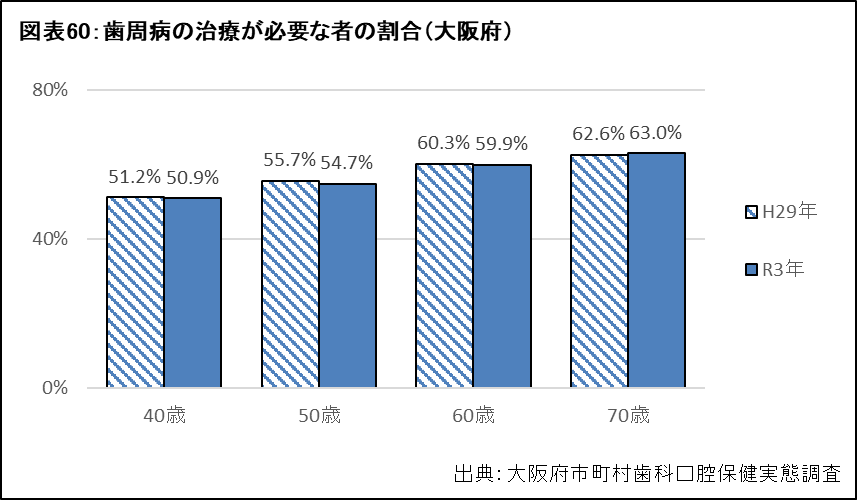 図表60:歯周病の治療が必要な者の割合(大阪府)
80%
40%
0%
51.2% 50.9%
55.7% 54.7%
60.3% 59.9%
62.6% 63.0%
40歳 50歳 60歳 70歳
H29年
R3年
出典:大阪府市町村歯科口腔保健実態調査